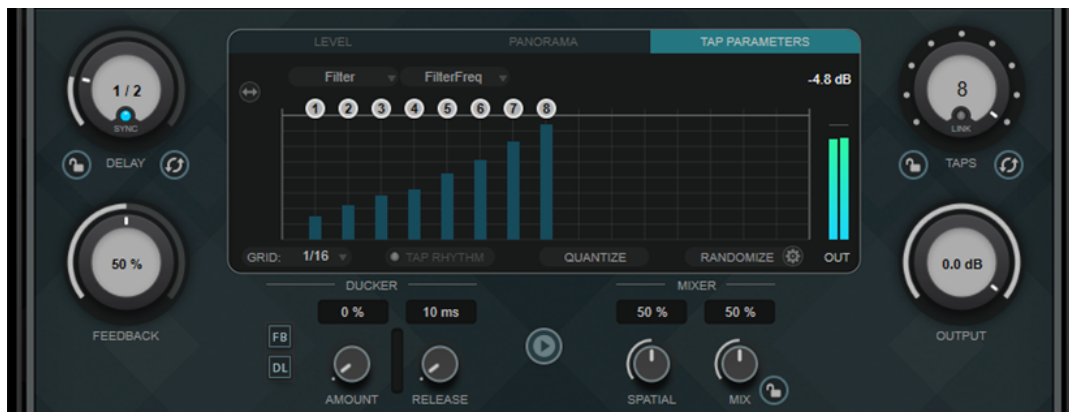 LEVEL PANORAMA TAP PARAMETERS
Filter FilterFreq -4.8 dB
1 2 3 4 5 6 7 8
1 / 2
SYNC
DELAY
8
LINK
TAPS
GRID: 1/16 TAP RHYTHM QUANTIZE RANDOMIZE OUT
50 %
FEEDBACK
0.0 dB
OUTPUT
DUCKER
0 % 10 ms
FB
DL
AMOUNT RELEASE
MIXER
50 % 50 %
SPATIAL MIX